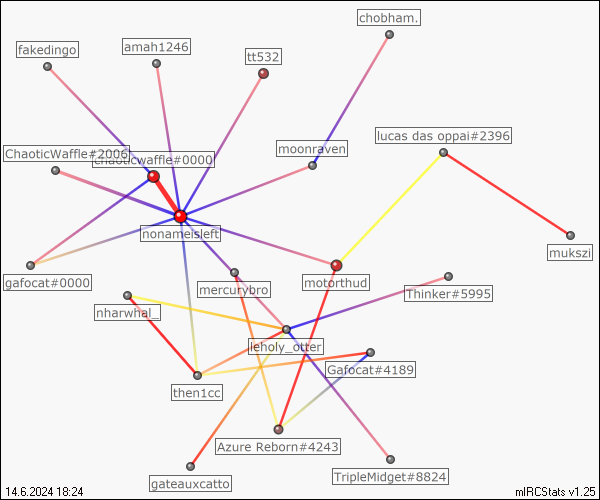 chobham.
fakedingo
amah1246
tt532
lucas das oppai#2396
moonraven
ChaoticWaffle#2006
chaoticwaffle#0000
nonameisleft
mukszi
gafocat#0000
mercurybro
motorthud
Thinker#5995
nharwhal_
leholy_otter
Gafocat#4189
then1cc
Azure Reborn#4243
gateauxcatto
TripleMidget#8824
14.6.2024 18:24
mIRCStats v1.25